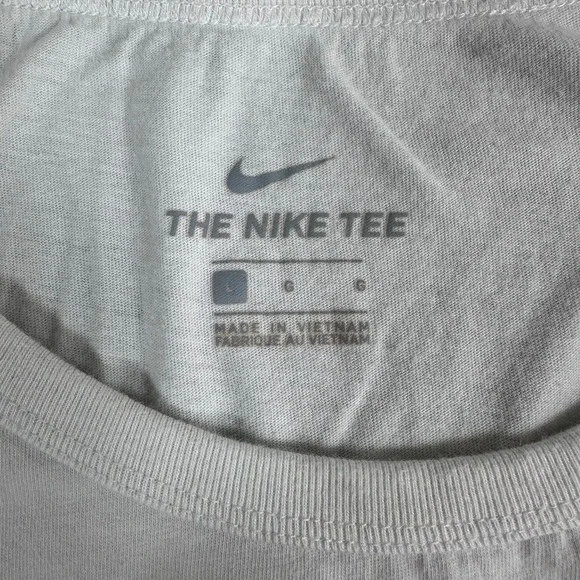 THE NIKE TEE
L G G
MADE IN VIETNAM
FABRIQUE AU VIETNAM